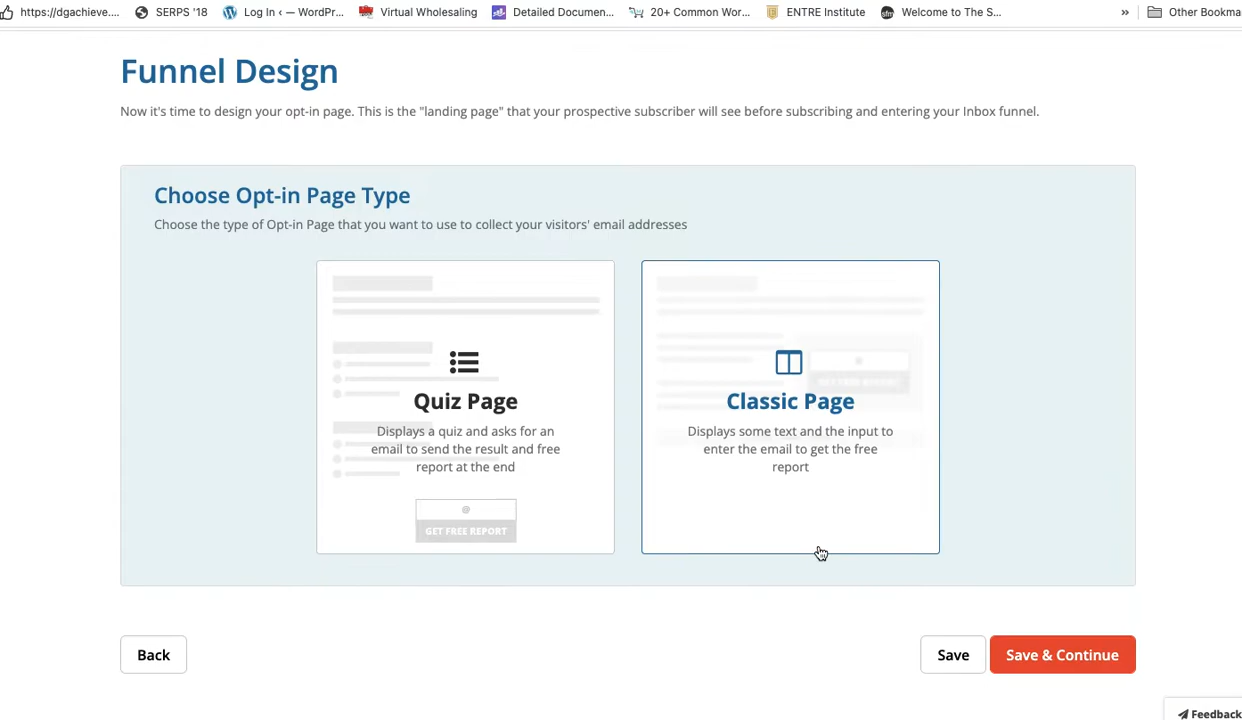 https://dgachieve.... SERPS '18 Log In ‹ — WordPr... Virtual Wholesaling Detailed Documen... 20+ Common Wor... ENTRE Institute sfm Welcome to The S... » Other Bookma
Funnel Design
Now it's time to design your opt-in page. This is the "landing page" that your prospective subscriber will see before subscribing and entering your Inbox funnel.
Choose Opt-in Page Type
Choose the type of Opt-in Page that you want to use to collect your visitors' email addresses
Quiz Page
Displays a quiz and asks for an
email to send the result and free
report at the end
@
GET FREE REPORT
@
GET FREE REPORT
Classic Page
Displays some text and the input to
enter the email to get the free
report
Back
Save
Save & Continue
Feedback